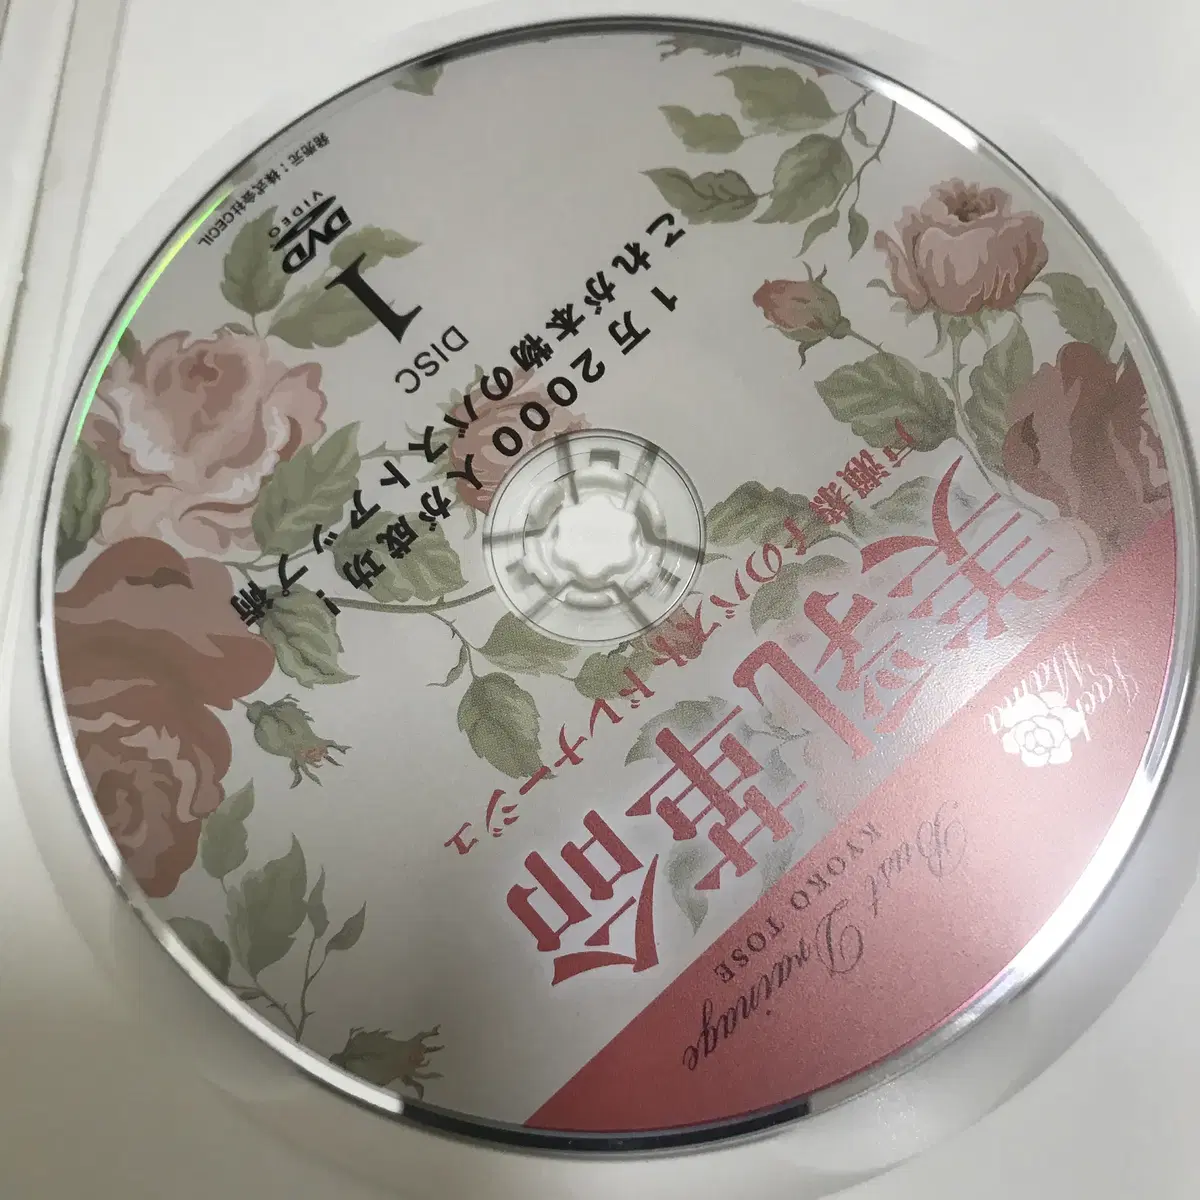 Bust Drainage
KYOKO TOSE
美乳革命
戸瀬恭子のバストドレナージュ
1万2000人が成功
これが本物のバストアップ術!
DISC
1
DVD
VIDEO
発売元:株式会社CECIL